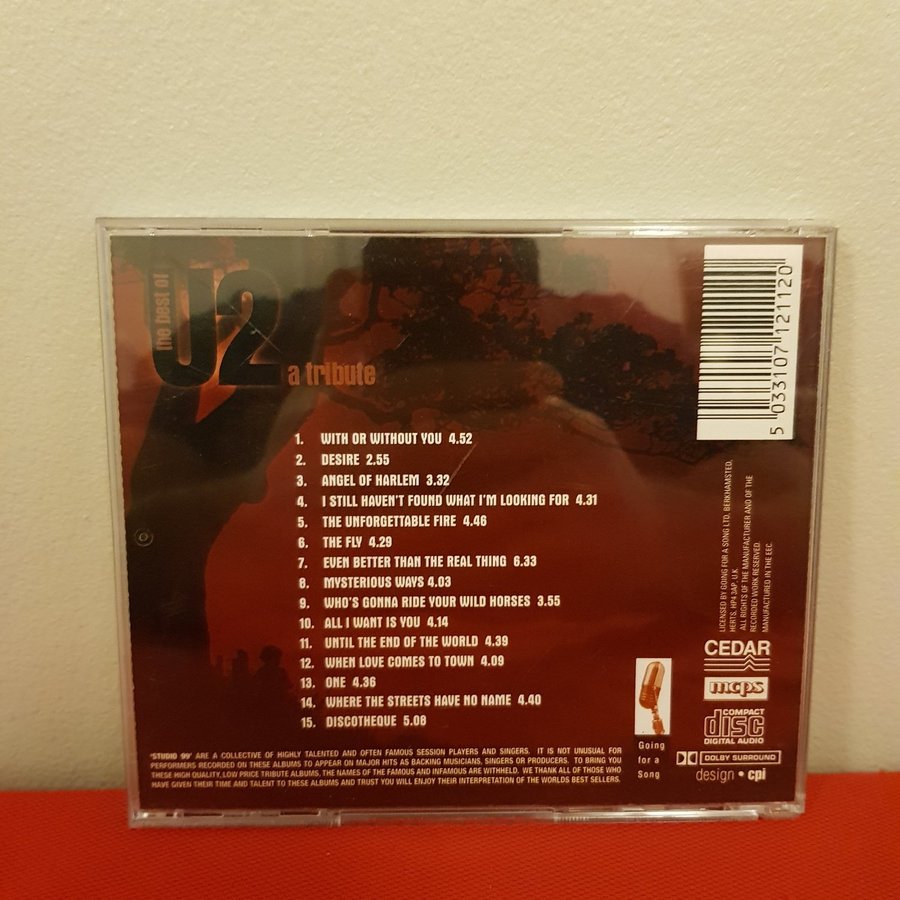 the best of
U2
a tribute
1. WITH OR WITHOUT YOU 4.52
2. DESIRE 2.55
3. ANGEL OF HARLEM 3.32
4. I STILL HAVEN'T FOUND WHAT I'M LOOKING FOR 4.31
5. THE UNFORGETTABLE FIRE 4.46
6. THE FLY 4.29
7. EVEN BETTER THAN THE REAL THING 6.33
8. MYSTERIOUS WAYS 4.03
9. WHO'S GONNA RIDE YOUR WILD HORSES 3.55
10. ALL I WANT IS YOU 4.14
11. UNTIL THE END OF THE WORLD 4.39
12. WHEN LOVE COMES TO TOWN 4.09
13. ONE 4.36
14. WHERE THE STREETS HAVE NO NAME 4.40
15. DISCOTHEQUE 5.08
'STUDIO 99' ARE A COLLECTIVE OF HIGHLY TALENTED AND OFTEN FAMOUS SESSION PLAYERS AND SINGERS. IT IS NOT UNUSUAL FOR
PERFORMERS RECORDED ON THESE ALBUMS TO APPEAR ON MAJOR HITS AS BACKING MUSICIANS, SINGERS OR PRODUCERS. TO BRING YOU
THESE HIGH QUALITY, LOW PRICE TRIBUTE ALBUMS, THE NAMES OF THE FAMOUS AND INFAMOUS ARE WITHHELD. WE THANK ALL OF THOSE WHO
HAVE GIVEN THEIR TIME AND TALENT TO THESE ALBUMS AND TRUST YOU WILL ENJOY THEIR INTERPRETATION OF THE WORLDS BEST SELLERS.
5 033107 121120
LICENSED BY GOING FOR A SONG LTD, BERKHAMSTED,
HERTS, HP4 3AP, U.K.
ALL RIGHTS OF THE MANUFACTURER AND OF THE
RECORDED WORK RESERVED.
MANUFACTURED IN THE EEC.
CEDAR
mcps
COMPACT
disc
DIGITAL AUDIO
DOLBY SURROUND
design • cpi
Going
for a
Song